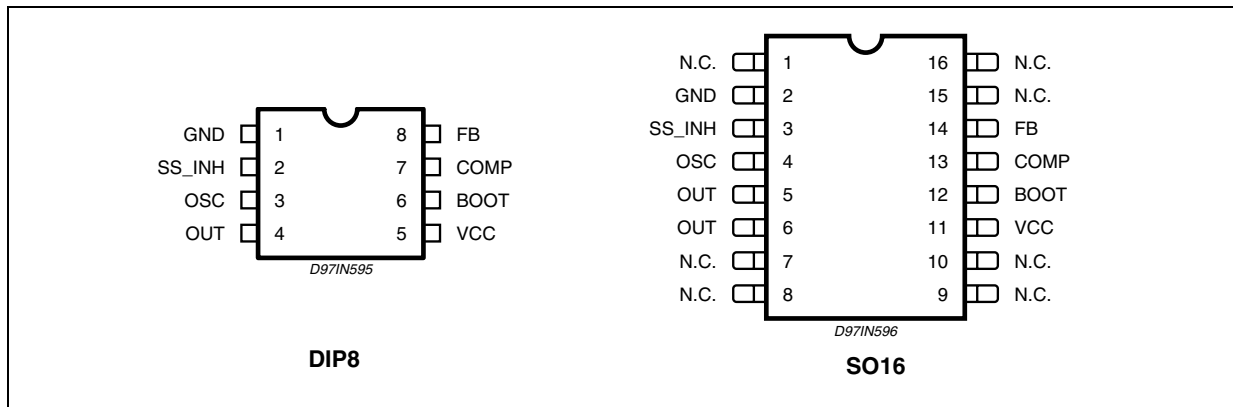 GND 1 8 FB
SS_INH 2 7 COMP
OSC 3 6 BOOT
OUT 4 5 VCC
D97IN595
DIP8
N.C. 1 16 N.C.
GND 2 15 N.C.
SS_INH 3 14 FB
OSC 4 13 COMP
OUT 5 12 BOOT
OUT 6 11 VCC
N.C. 7 10 N.C.
N.C. 8 9 N.C.
D97IN596
SO16